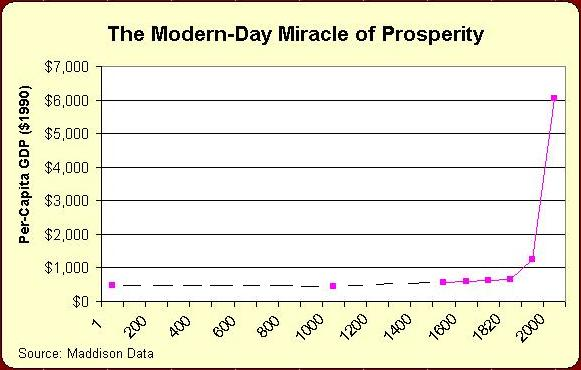 The Modern-Day Miracle of Prosperity
Per-Capita GDP ($1990)
$7,000
$6,000
$5,000
$4,000
$3,000
$2,000
$1,000
$0
1 200 400 600 800 1000 1200 1400 1600 1820 2000
Source: Maddison Data